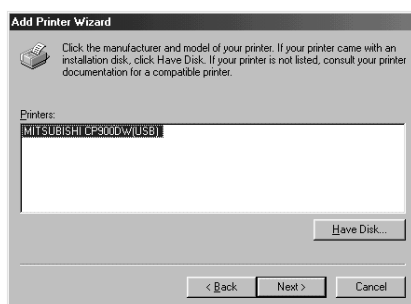 Add Printer Wizard
Click the manufacturer and model of your printer. If your printer came with an
installation disk, click Have Disk. If your printer is not listed, consult your printer
documentation for a compatible printer.
Printers:
MITSUBISHI CP900DW(USB)
Have Disk...
< Back Next > Cancel